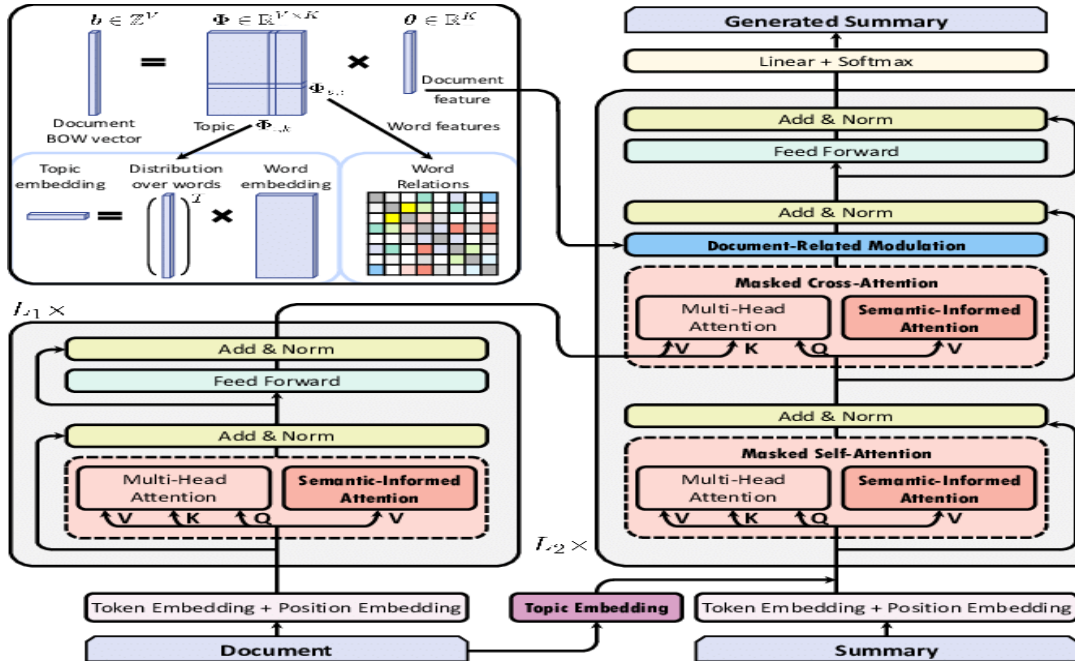 b ∈ ℤ^V
Φ ∈ ℝ^{V×K}
θ ∈ ℝ^K
=
×
Document
BOW vector
Topic
Φ_{:,k}
Document
feature
Word features
Topic
embedding
Distribution
over words
Word
embedding
=
T
×
Word
Relations
L₁ ×
Add & Norm
Feed Forward
Add & Norm
Multi-Head
Attention
Semantic-Informed
Attention
V K Q V
Token Embedding + Position Embedding
Document
Topic Embedding
Generated Summary
Linear + Softmax
Add & Norm
Feed Forward
Add & Norm
Document-Related Modulation
Masked Cross-Attention
Multi-Head
Attention
Semantic-Informed
Attention
V K Q V
Add & Norm
Masked Self-Attention
Multi-Head
Attention
Semantic-Informed
Attention
V K Q V
L₂ ×
Token Embedding + Position Embedding
Summary